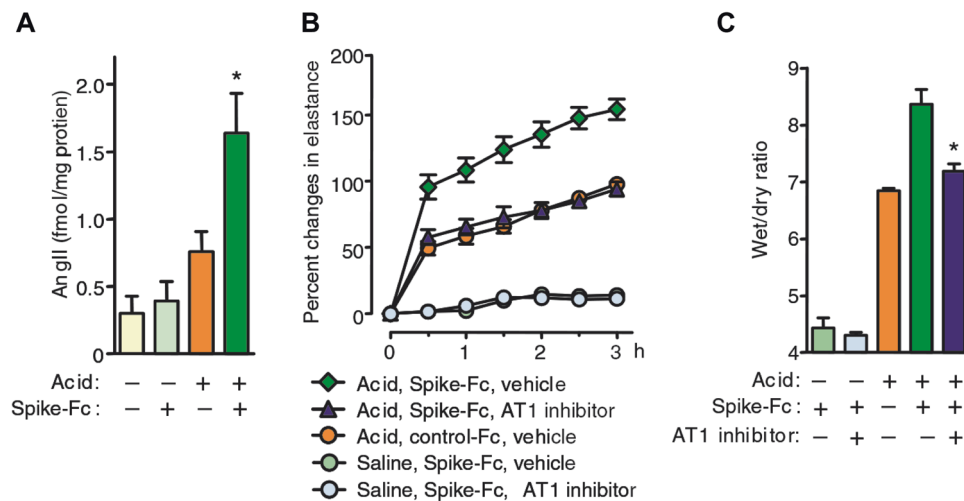 A
An gII (fmol/mg protien)
2.0
1.5
1.0
0.5
0
*
Acid: − − + +
Spike-Fc: − + − +
B
Percent changes in elastance
200
150
100
50
0
0 1 2 3 h
Acid, Spike-Fc, vehicle
Acid, Spike-Fc, AT1 inhibitor
Acid, control-Fc, vehicle
Saline, Spike-Fc, vehicle
Saline, Spike-Fc, AT1 inhibitor
C
Wet/dry ratio
9
8
7
6
5
4
*
Acid: − − + + +
Spike-Fc: + + − + +
AT1 inhibitor: − + − − +